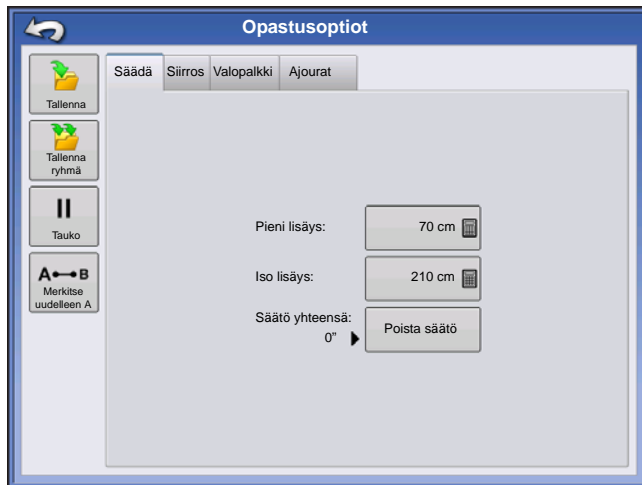 Opastusoptiot
Säädä
Siirros
Valopalkki
Ajourat
Tallenna
Tallenna
ryhmä
Tauko
A B
Merkitse
uudelleen A
Pieni lisäys:
70 cm
Iso lisäys:
210 cm
Säätö yhteensä:
0"
Poista säätö